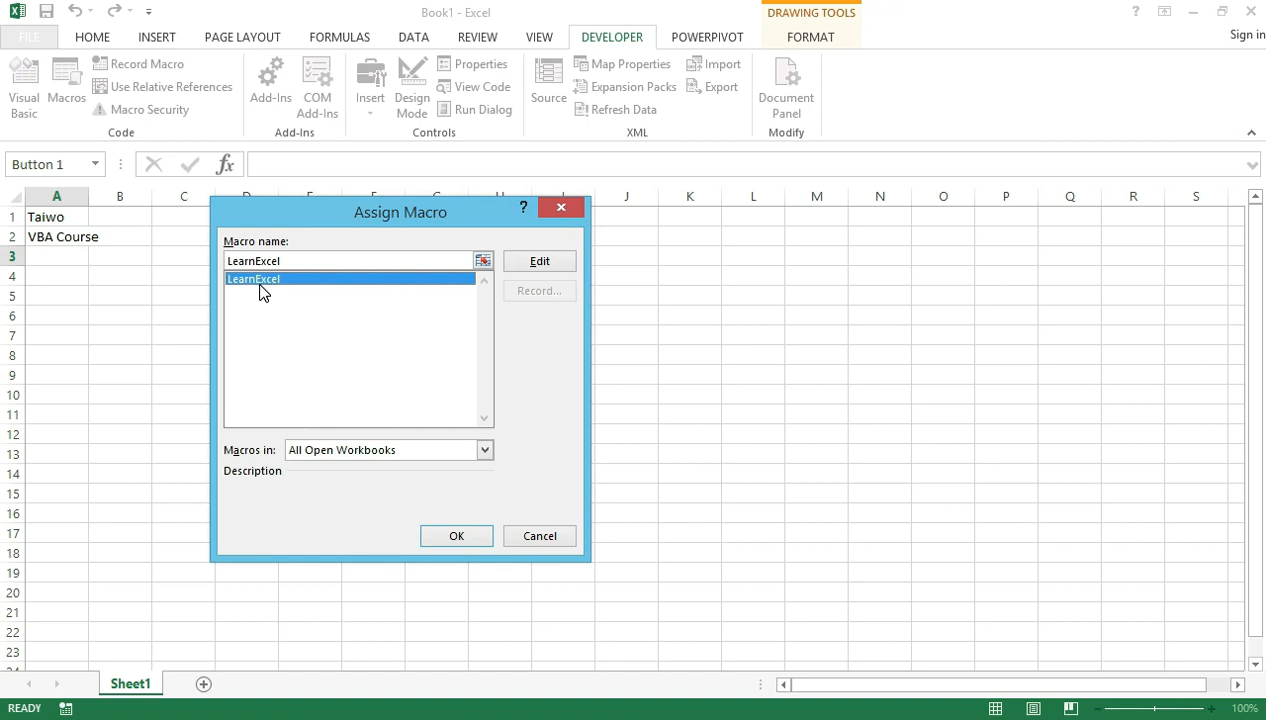 Book1 - Excel
DRAWING TOOLS
?
FILE HOME INSERT PAGE LAYOUT FORMULAS DATA REVIEW VIEW DEVELOPER POWERPIVOT FORMAT
Sign in
Visual Basic
Macros
Record Macro
Use Relative References
Macro Security
Code
Add-Ins
COM Add-Ins
Add-Ins
Insert
Design Mode
Properties
View Code
Run Dialog
Controls
Source
Map Properties
Expansion Packs
Refresh Data
Import
Export
XML
Document Panel
Modify
Button 1
fx
A B C D E F G H I J K L M N O P Q R S
1 Taiwo
2 VBA Course
3
4
5
6
7
8
9
10
11
12
13
14
15
16
17
18
19
20
21
22
23
24
Assign Macro
?
Macro name:
LearnExcel
Edit
LearnExcel
Record...
Macros in: All Open Workbooks
Description
OK Cancel
Sheet1
READY
100%